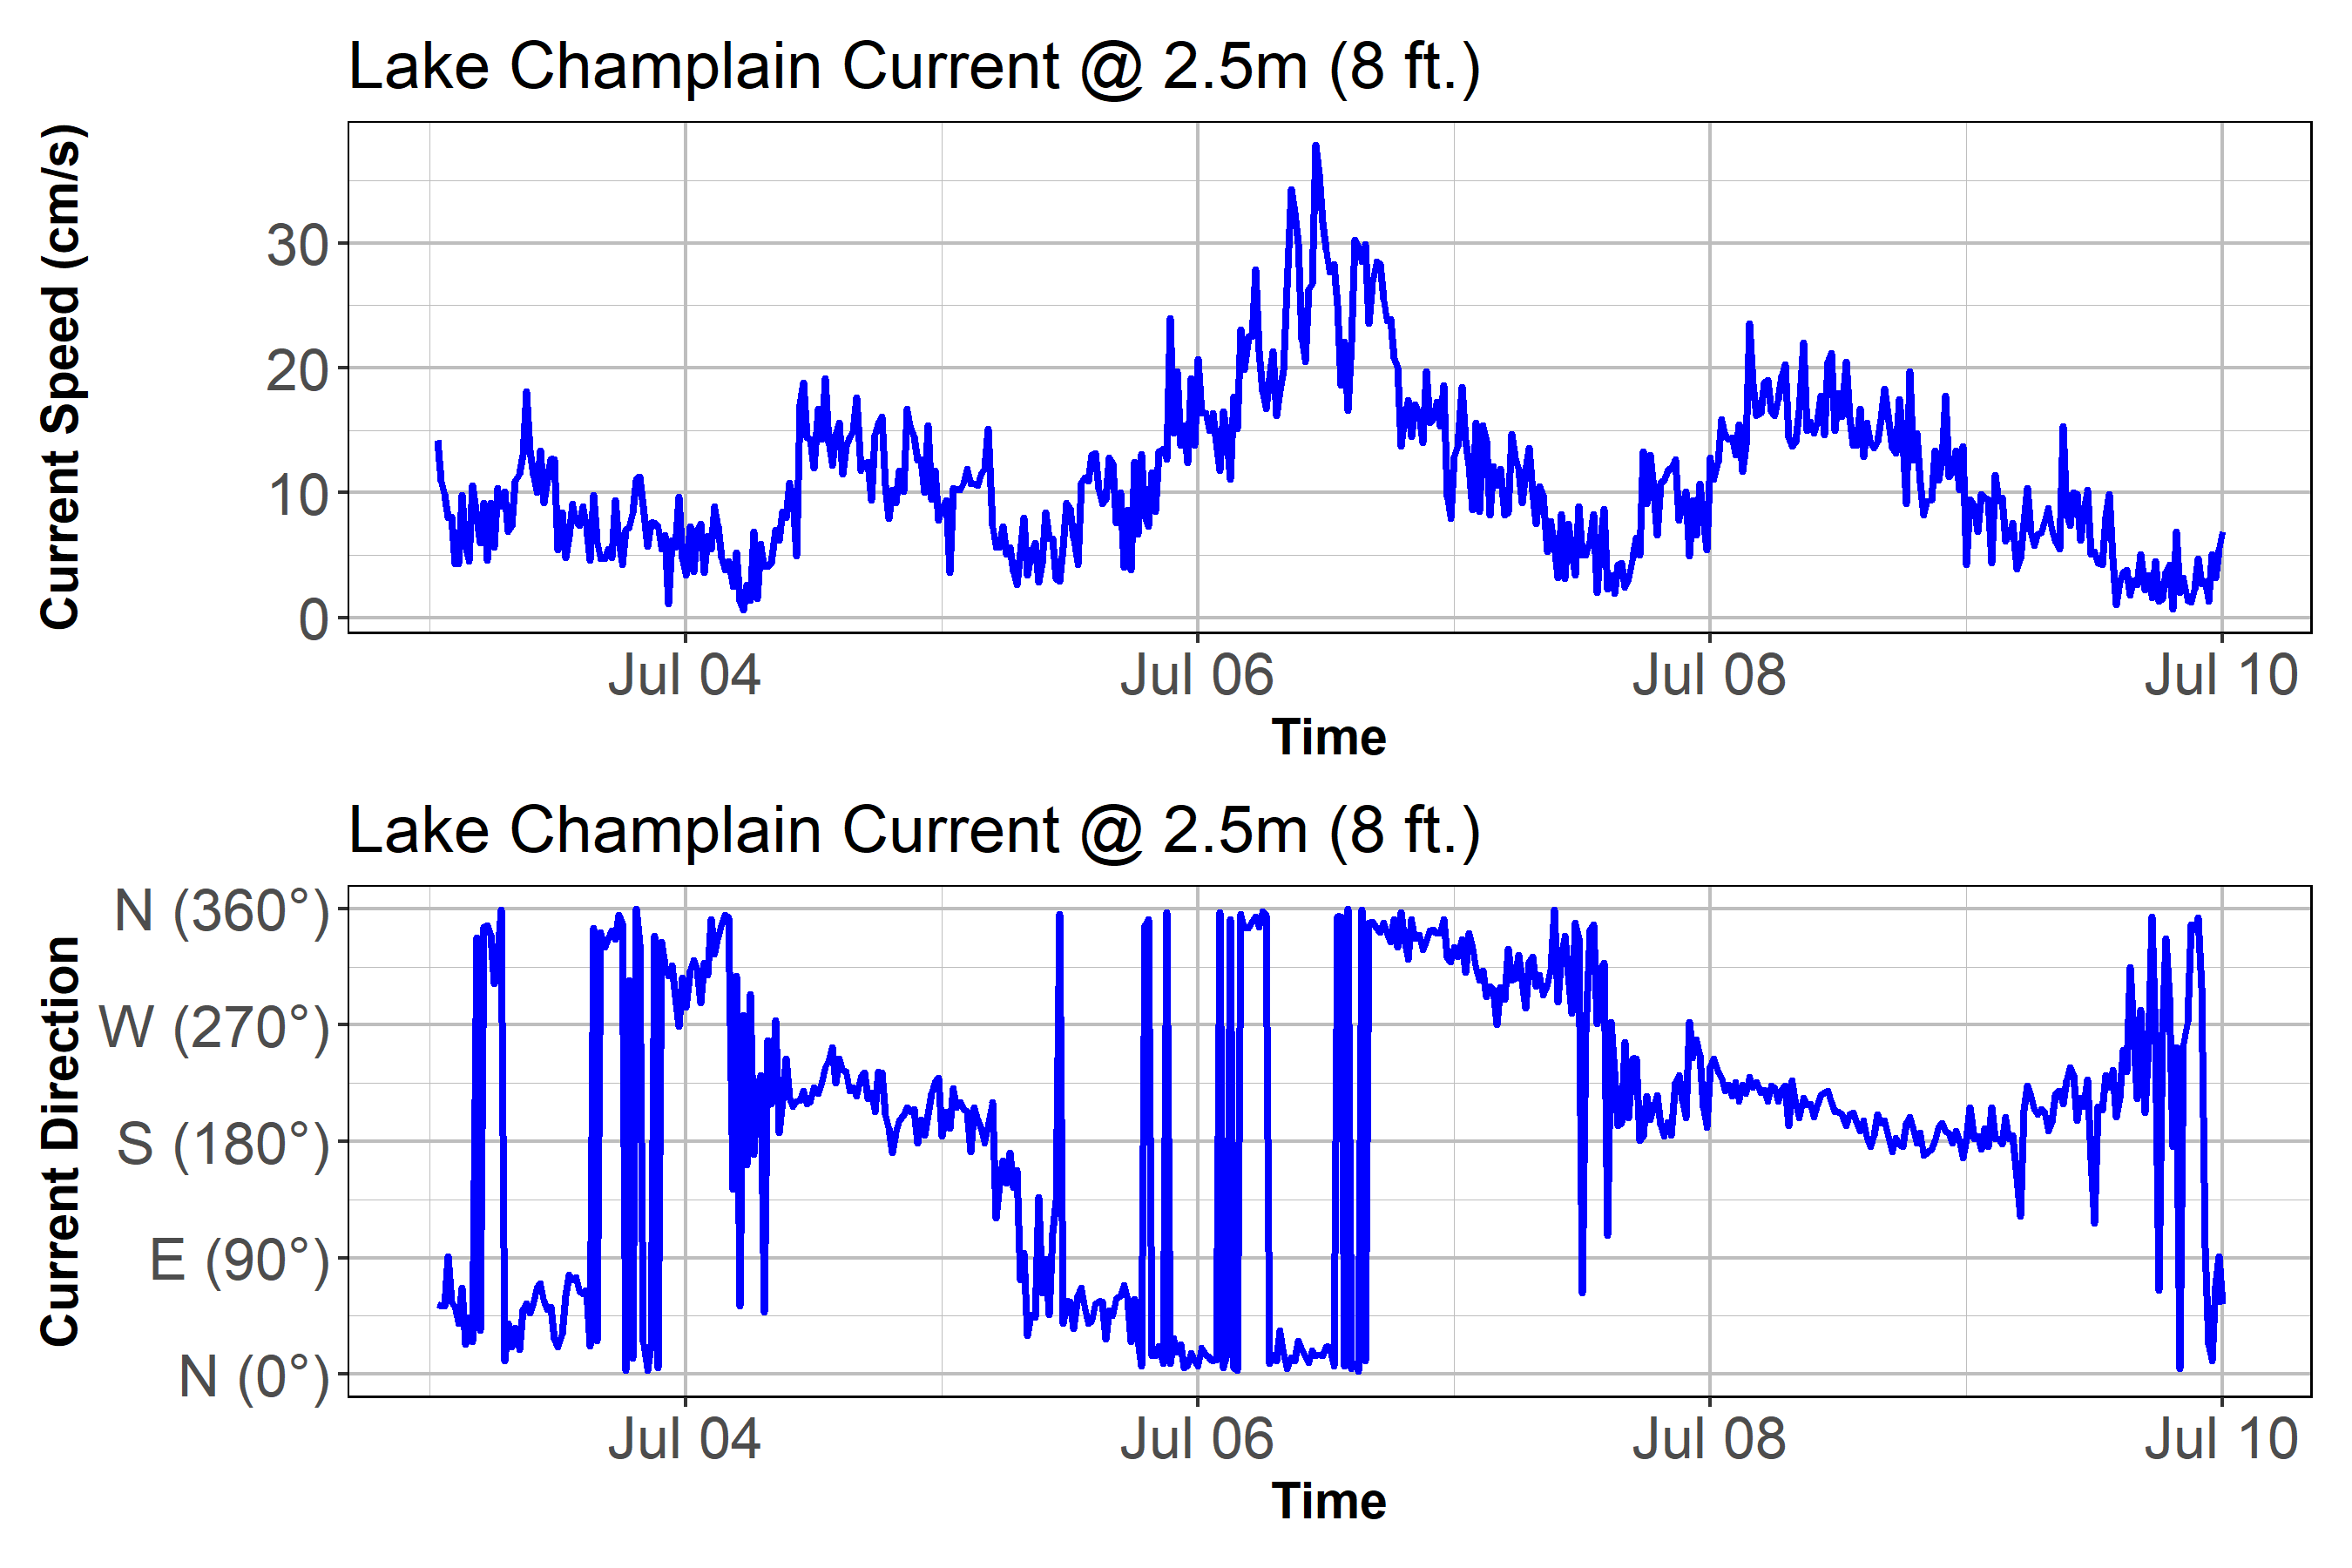 Lake Champlain Current @ 2.5m (8 ft.)
Current Speed (cm/s)
30
20
10
0
Jul 04 Jul 06 Jul 08 Jul 10
Time
Lake Champlain Current @ 2.5m (8 ft.)
Current Direction
N (360°)
W (270°)
S (180°)
E (90°)
N (0°)
Jul 04 Jul 06 Jul 08 Jul 10
Time